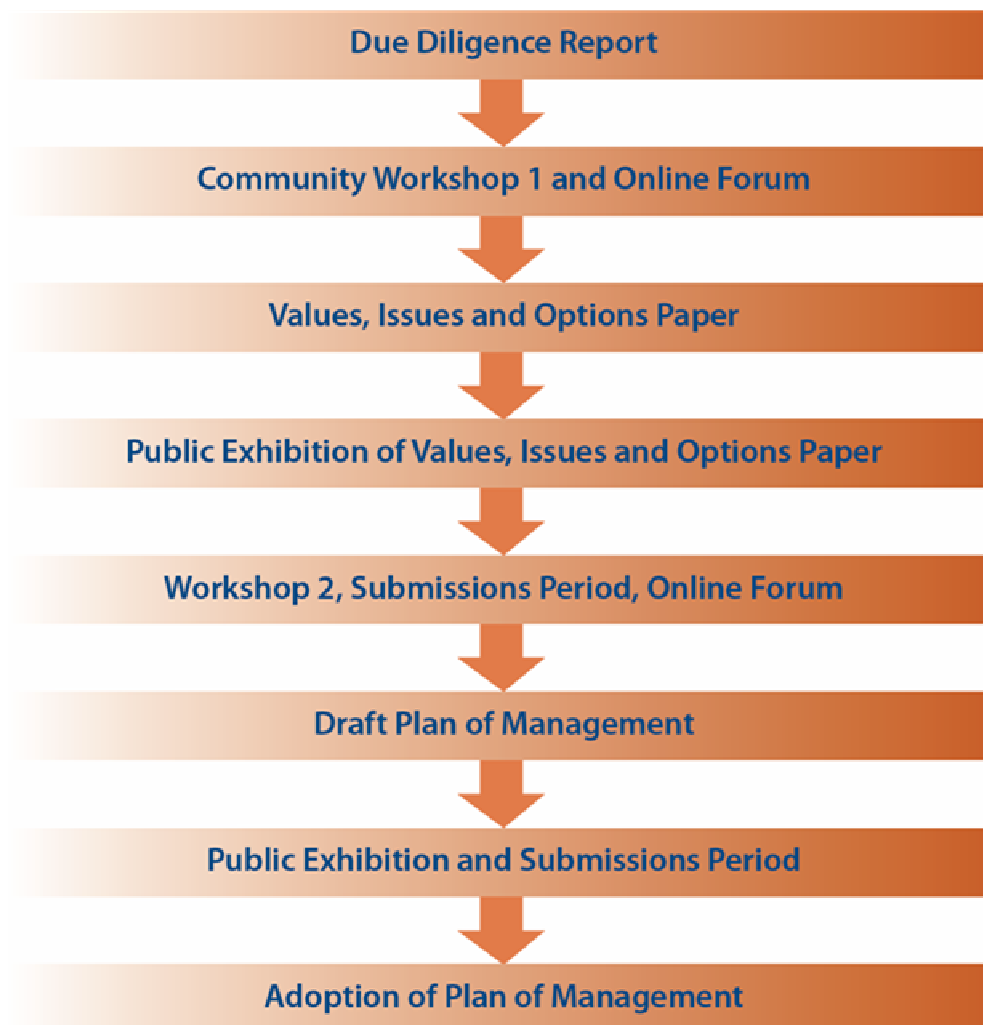 Due Diligence Report
Community Workshop 1 and Online Forum
Values, Issues and Options Paper
Public Exhibition of Values, Issues and Options Paper
Workshop 2, Submissions Period, Online Forum
Draft Plan of Management
Public Exhibition and Submissions Period
Adoption of Plan of Management